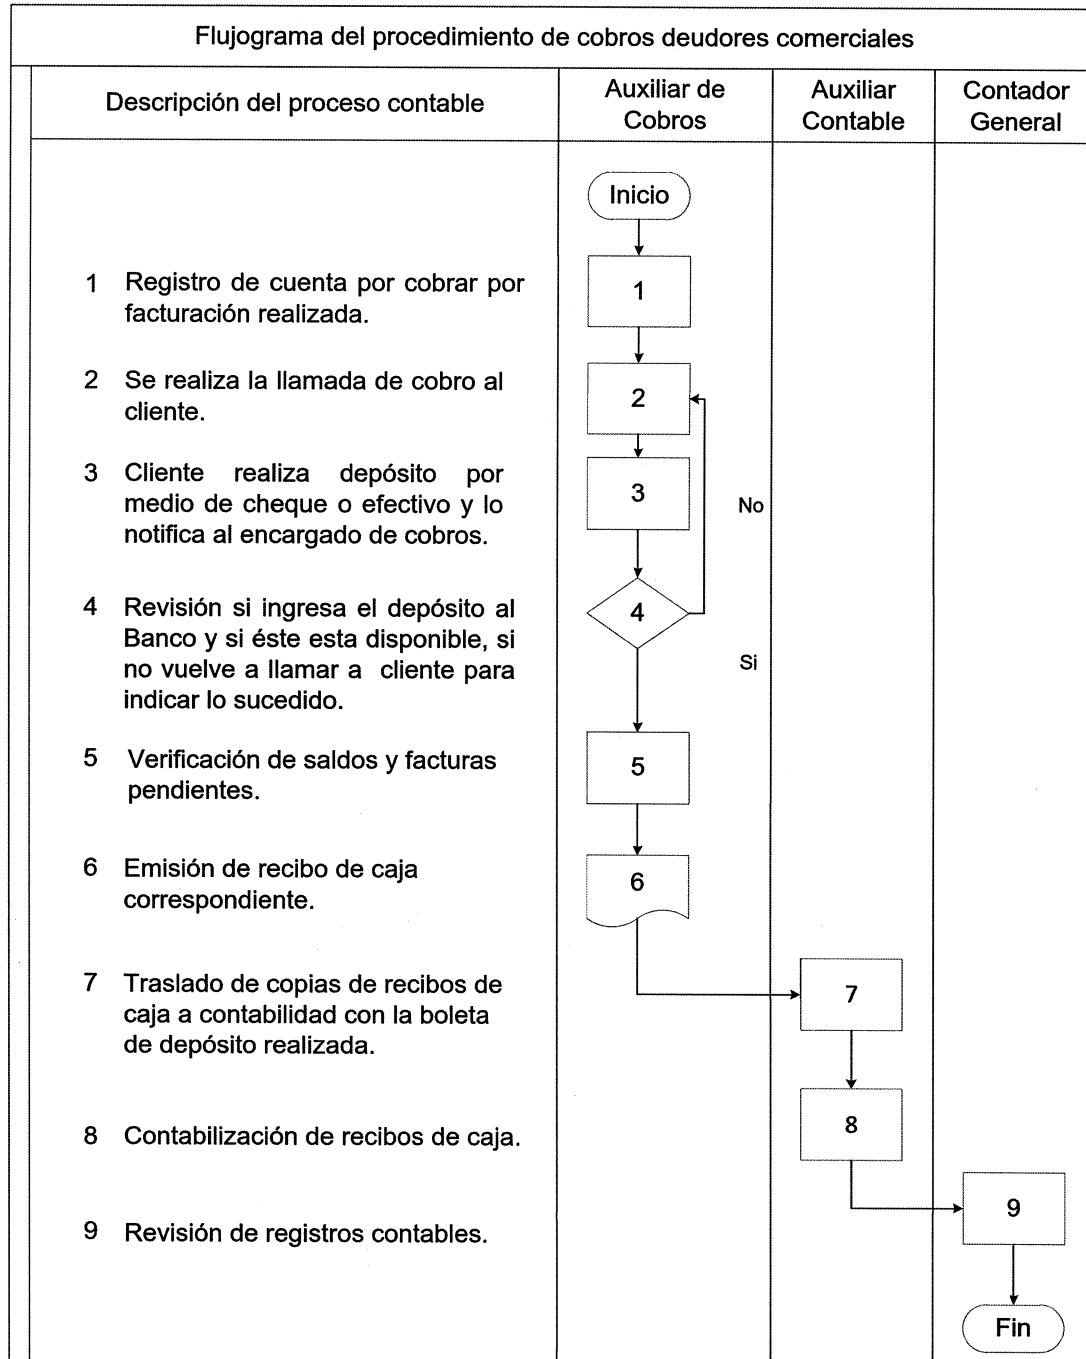 Flujograma del procedimiento de cobros deudores comerciales
Descripción del proceso contable
Auxiliar de
Cobros
Auxiliar
Contable
Contador
General
Inicio
1 Registro de cuenta por cobrar por
facturación realizada.
1
2 Se realiza la llamada de cobro al
cliente.
2
3 Cliente realiza depósito por
medio de cheque o efectivo y lo
notifica al encargado de cobros.
3
No
4 Revisión si ingresa el depósito al
Banco y si éste esta disponible, si
no vuelve a llamar a cliente para
indicar lo sucedido.
4
Si
5 Verificación de saldos y facturas
pendientes.
5
6 Emisión de recibo de caja
correspondiente.
6
7 Traslado de copias de recibos de
caja a contabilidad con la boleta
de depósito realizada.
7
8 Contabilización de recibos de caja.
8
9 Revisión de registros contables.
9
Fin